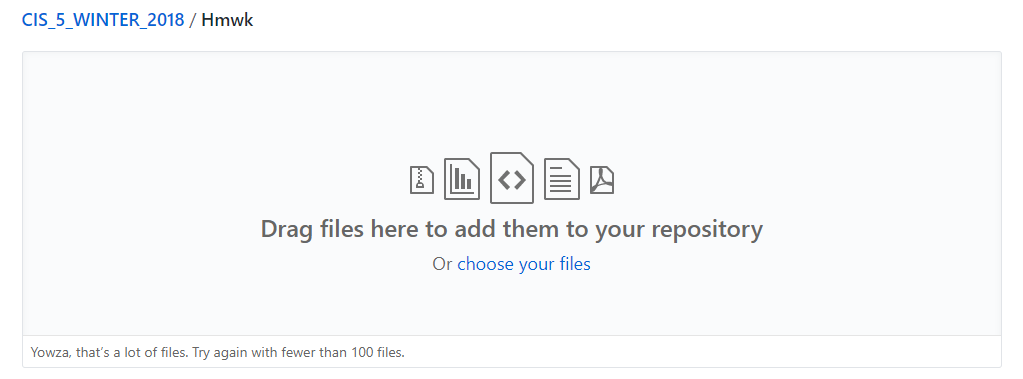 CIS_5_WINTER_2018 / Hmwk
Drag files here to add them to your repository
Or choose your files
Yowza, that’s a lot of files. Try again with fewer than 100 files.